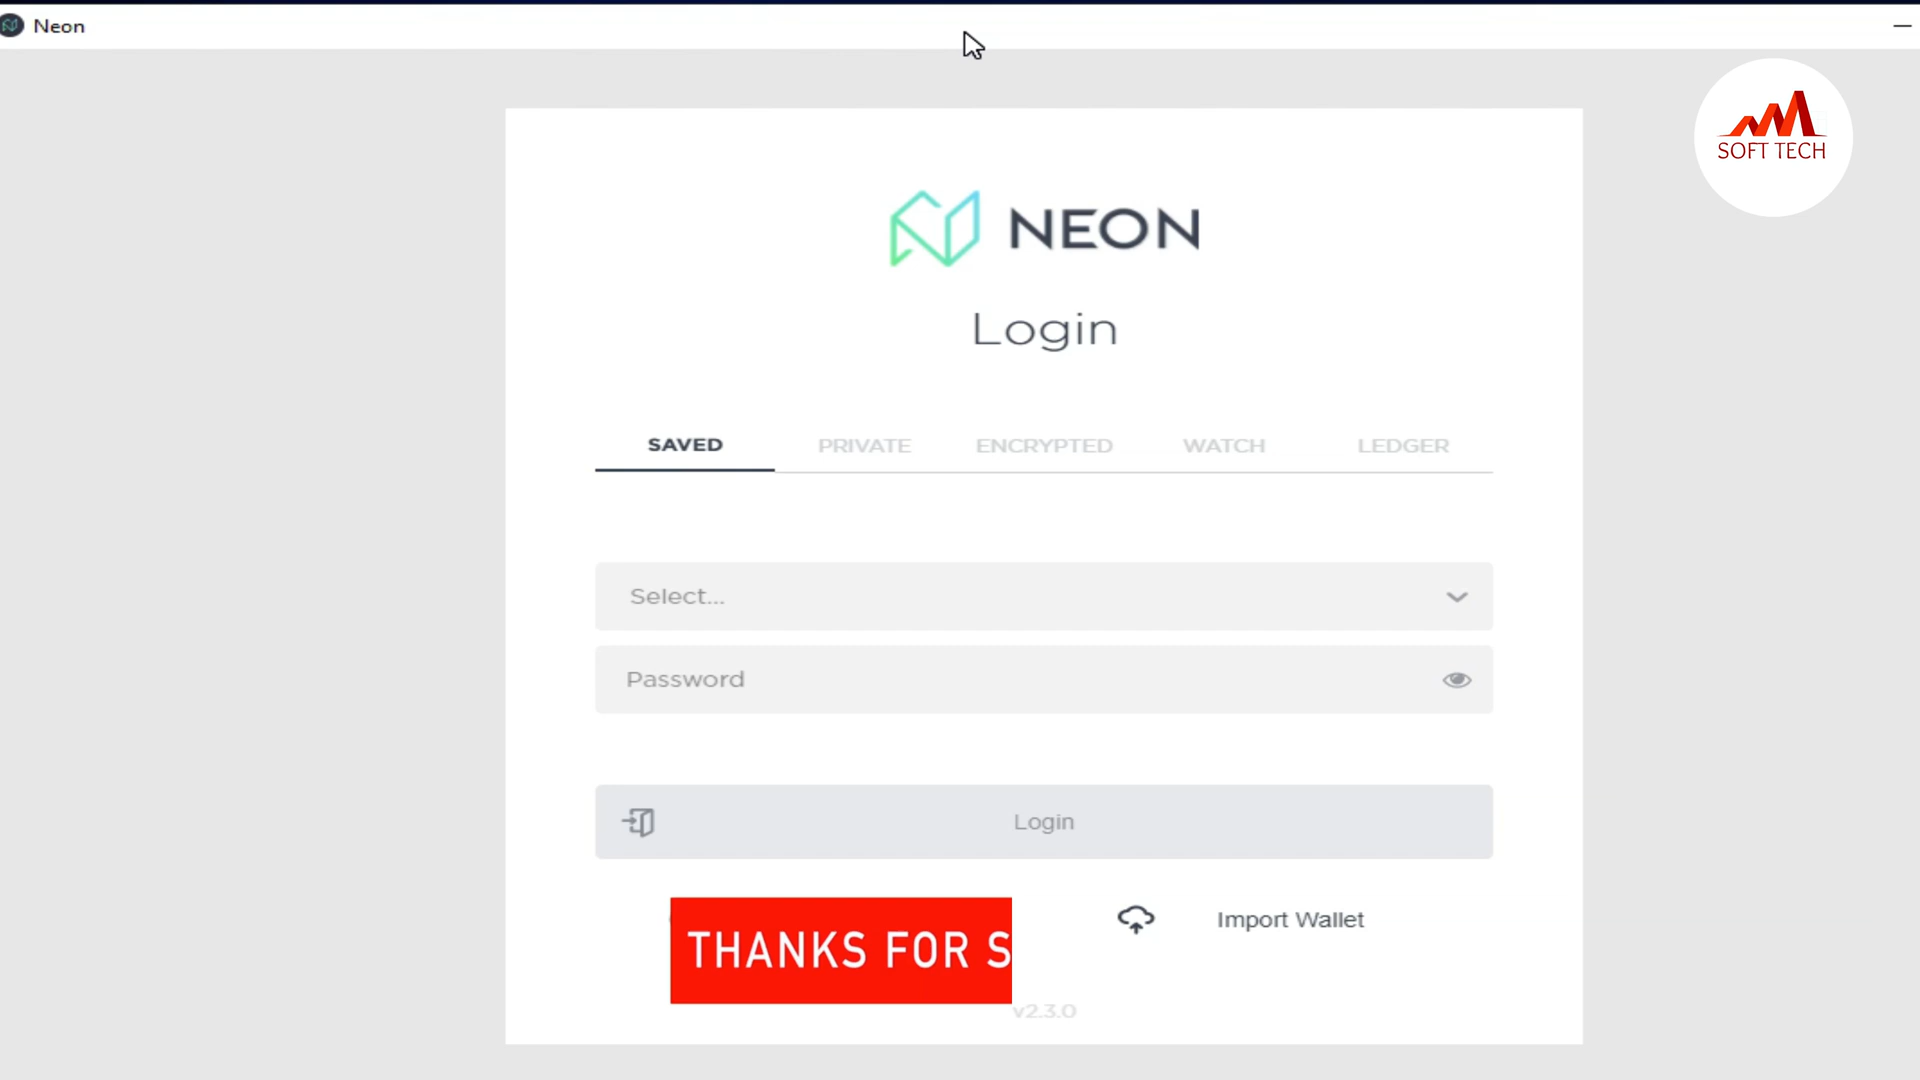 Neon
SOFT TECH
NEON
Login
SAVED PRIVATE ENCRYPTED WATCH LEDGER
Select...
Password
Login
Import Wallet
THANKS FOR S
v2.3.0